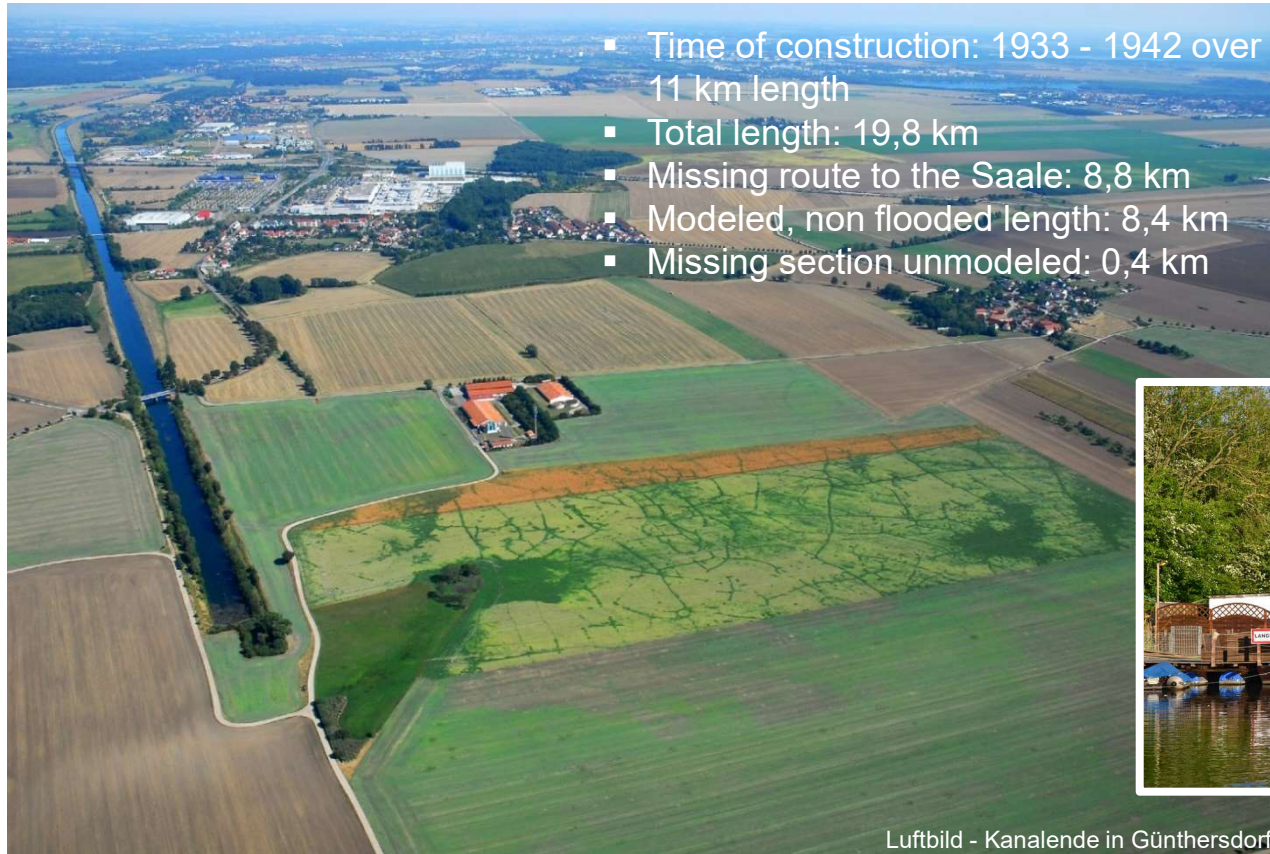 ▪ Time of construction: 1933 - 1942 over
11 km length
▪ Total length: 19,8 km
▪ Missing route to the Saale: 8,8 km
▪ Modeled, non flooded length: 8,4 km
▪ Missing section unmodeled: 0,4 km
LAND
Luftbild - Kanalende in Günthersdorf